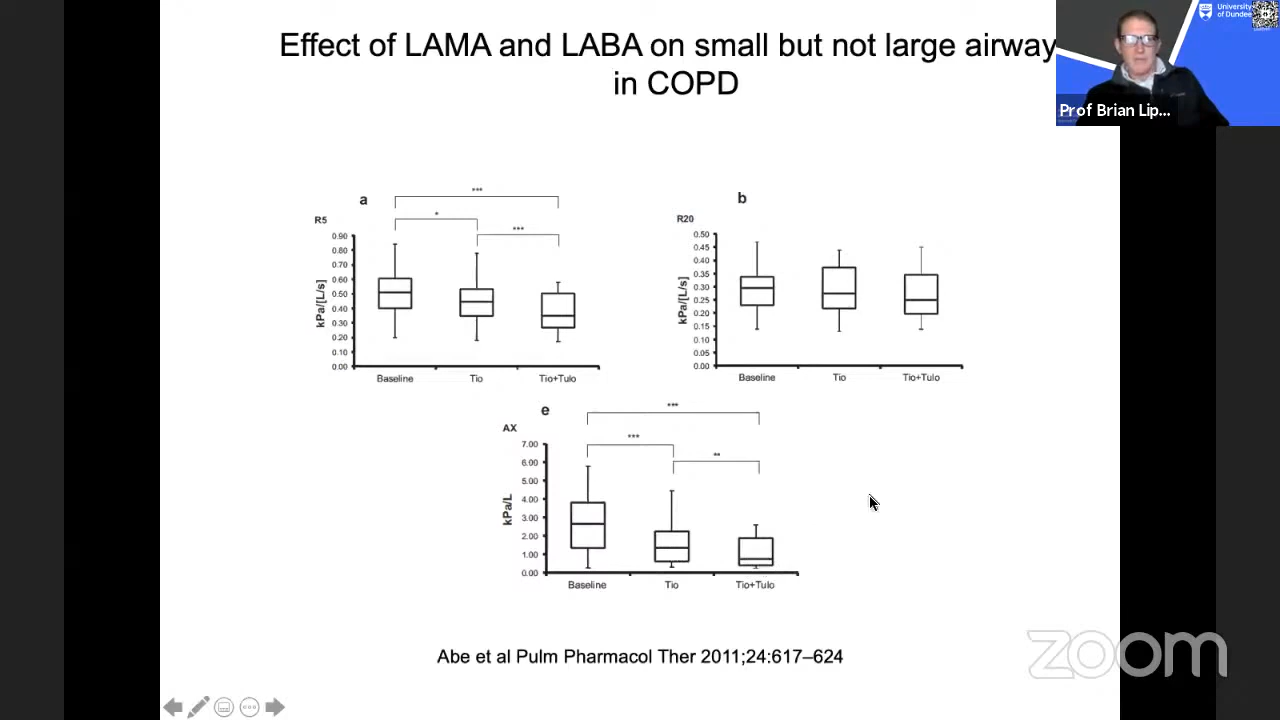 Effect of LAMA and LABA on small but not large airway
in COPD
University
of Dundee
Prof Brian Lip...
a
***
*
***
R5
0.90
0.80
0.70
0.60
0.50
0.40
0.30
0.20
0.10
0.00
kPa/[L/s]
Baseline
Tio
Tio+Tulo
b
R20
0.50
0.45
0.40
0.35
0.30
0.25
0.20
0.15
0.10
0.05
0.00
kPa/[L/s]
Baseline
Tio
Tio+Tulo
e
***
***
**
AX
7.00
6.00
5.00
4.00
3.00
2.00
1.00
0.00
kPa/L
Baseline
Tio
Tio+Tulo
Abe et al Pulm Pharmacol Ther 2011;24:617–624
zoom